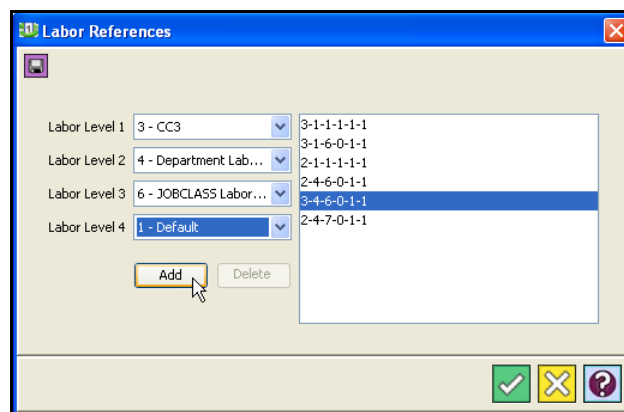 Labor References
Labor Level 1 3 - CC3
Labor Level 2 4 - Department Lab...
Labor Level 3 6 - JOBCLASS Labor...
Labor Level 4 1 - Default
Add Delete
3-1-1-1-1-1
3-1-6-0-1-1
2-1-1-1-1-1
2-4-6-0-1-1
3-4-6-0-1-1
2-4-7-0-1-1